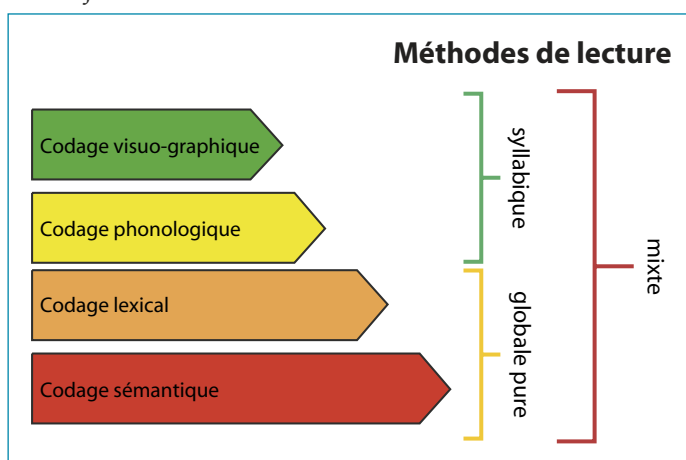 Méthodes de lecture
Codage visuo-graphique
Codage phonologique
Codage lexical
Codage sémantique
syllabique
globale pure
mixte